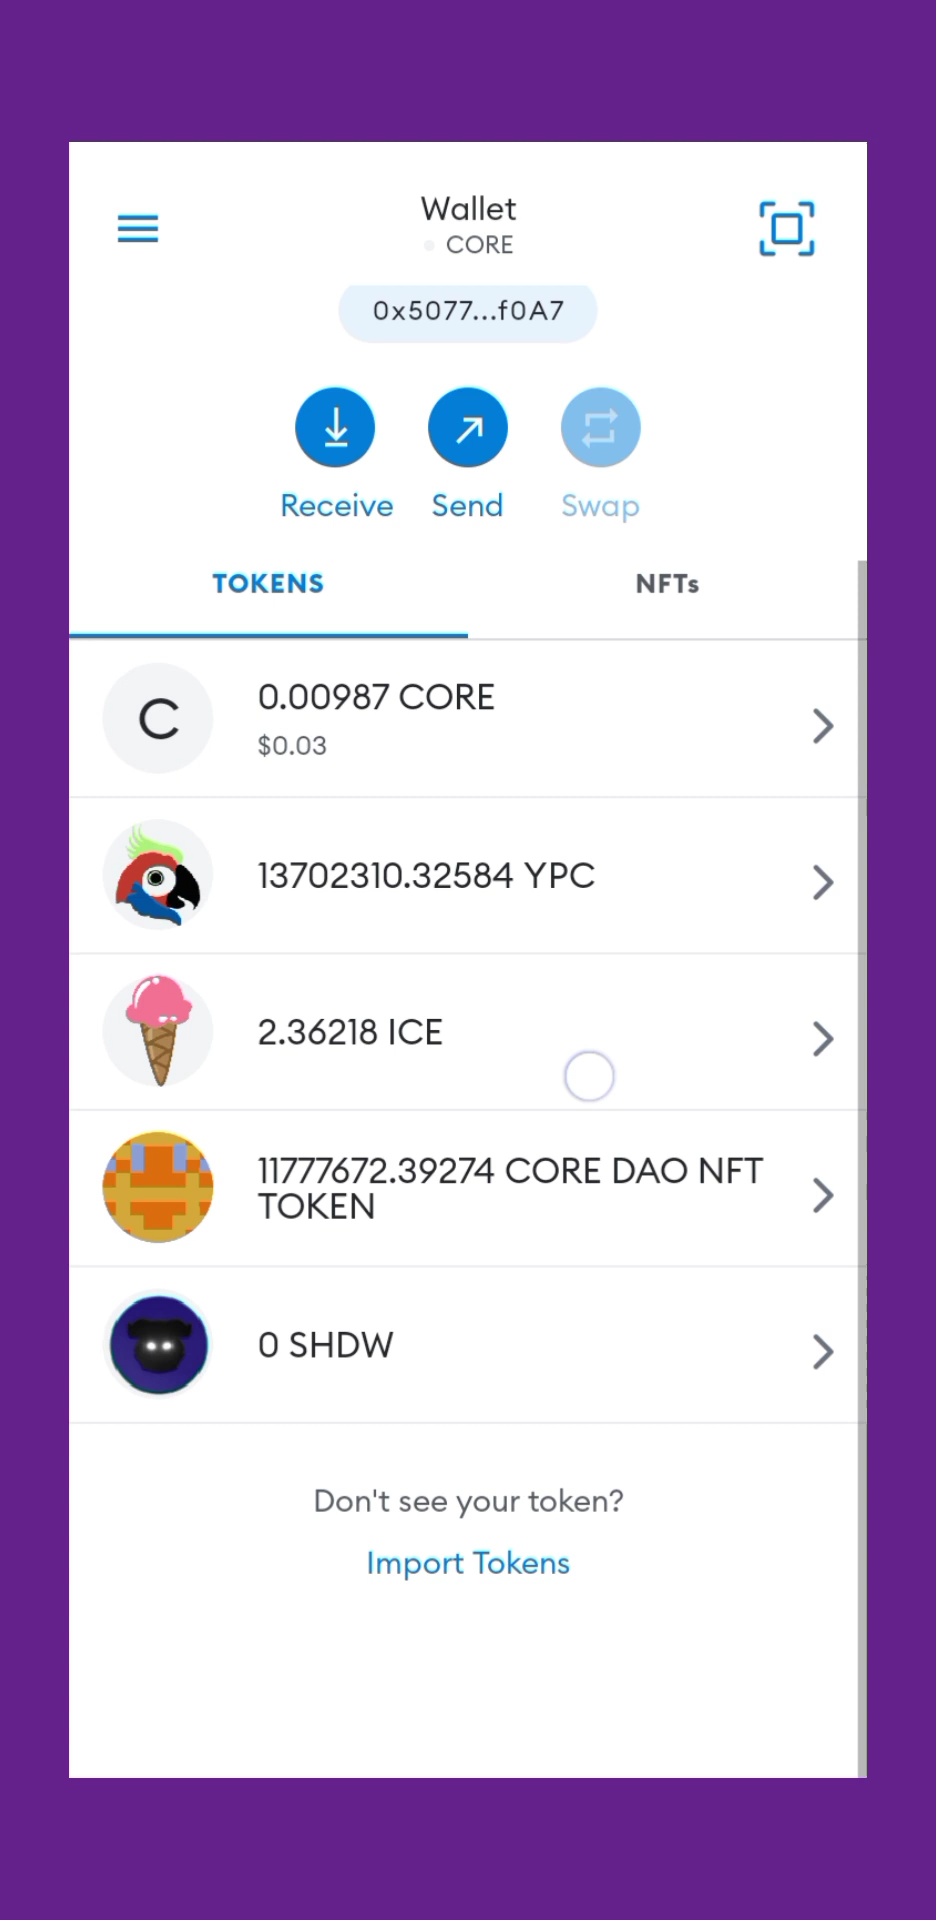 Wallet
CORE
0x5077...f0A7
Receive Send Swap
TOKENS NFTs
C
0.00987 CORE
$0.03
13702310.32584 YPC
2.36218 ICE
11777672.39274 CORE DAO NFT
TOKEN
0 SHDW
Don't see your token?
Import Tokens